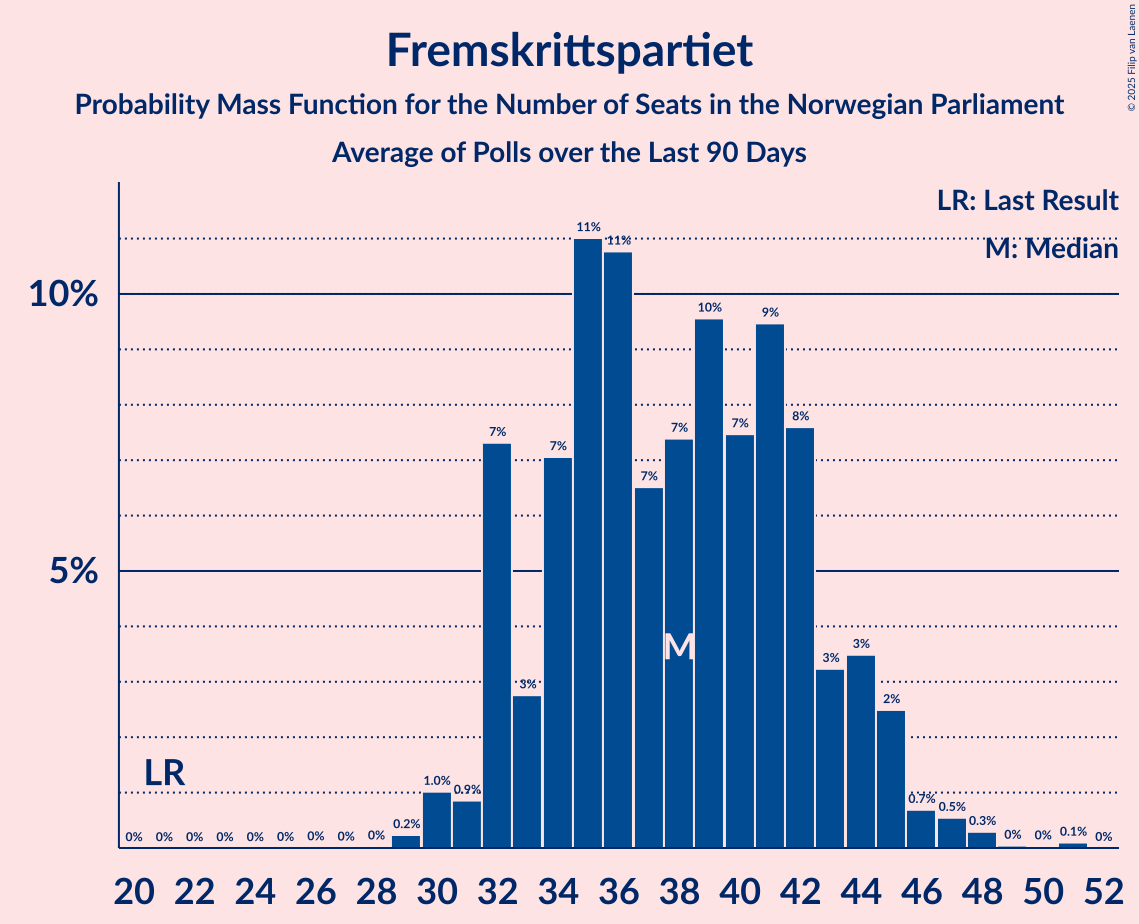 Fremskrittspartiet
Probability Mass Function for the Number of Seats in the Norwegian Parliament
Average of Polls over the Last 90 Days
© 2025 Filip van Laenen
LR: Last Result
M: Median
10%
5%
11%
11%
10%
9%
8%
7%
7%
7%
7%
7%
3%
3%
3%
2%
M
LR
0% 0% 0% 0% 0% 0% 0% 0% 0% 0.2% 1.0% 0.9% 0.7% 0.5% 0.3% 0% 0% 0.1% 0%
20 22 24 26 28 30 32 34 36 38 40 42 44 46 48 50 52